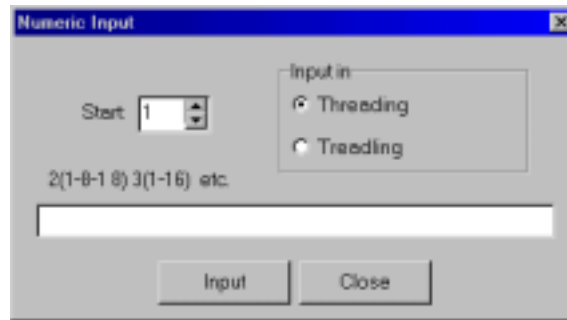 Numeric Input
Input in
Start 1
Threading
Treadling
2(1-8-1 8) 3(1-16) etc.
Input Close